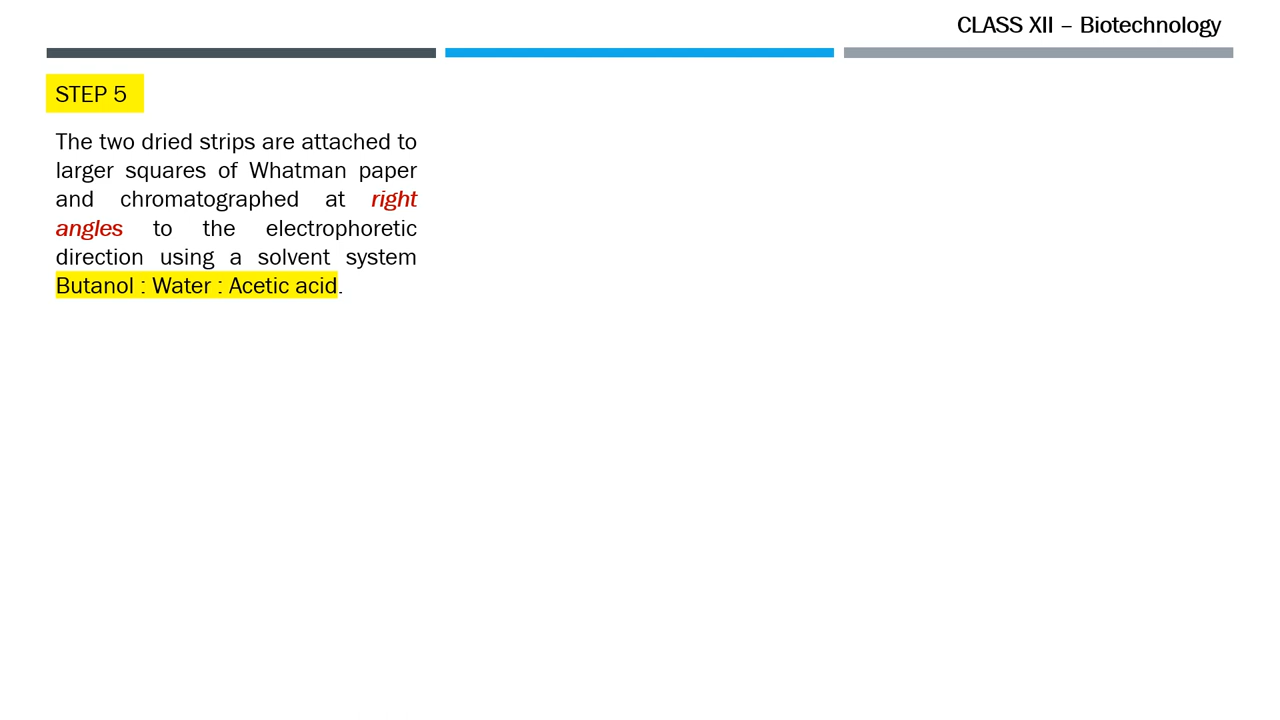 CLASS XII – Biotechnology
STEP 5
The two dried strips are attached to
larger squares of Whatman paper
and chromatographed at right
angles to the electrophoretic
direction using a solvent system
Butanol : Water : Acetic acid.